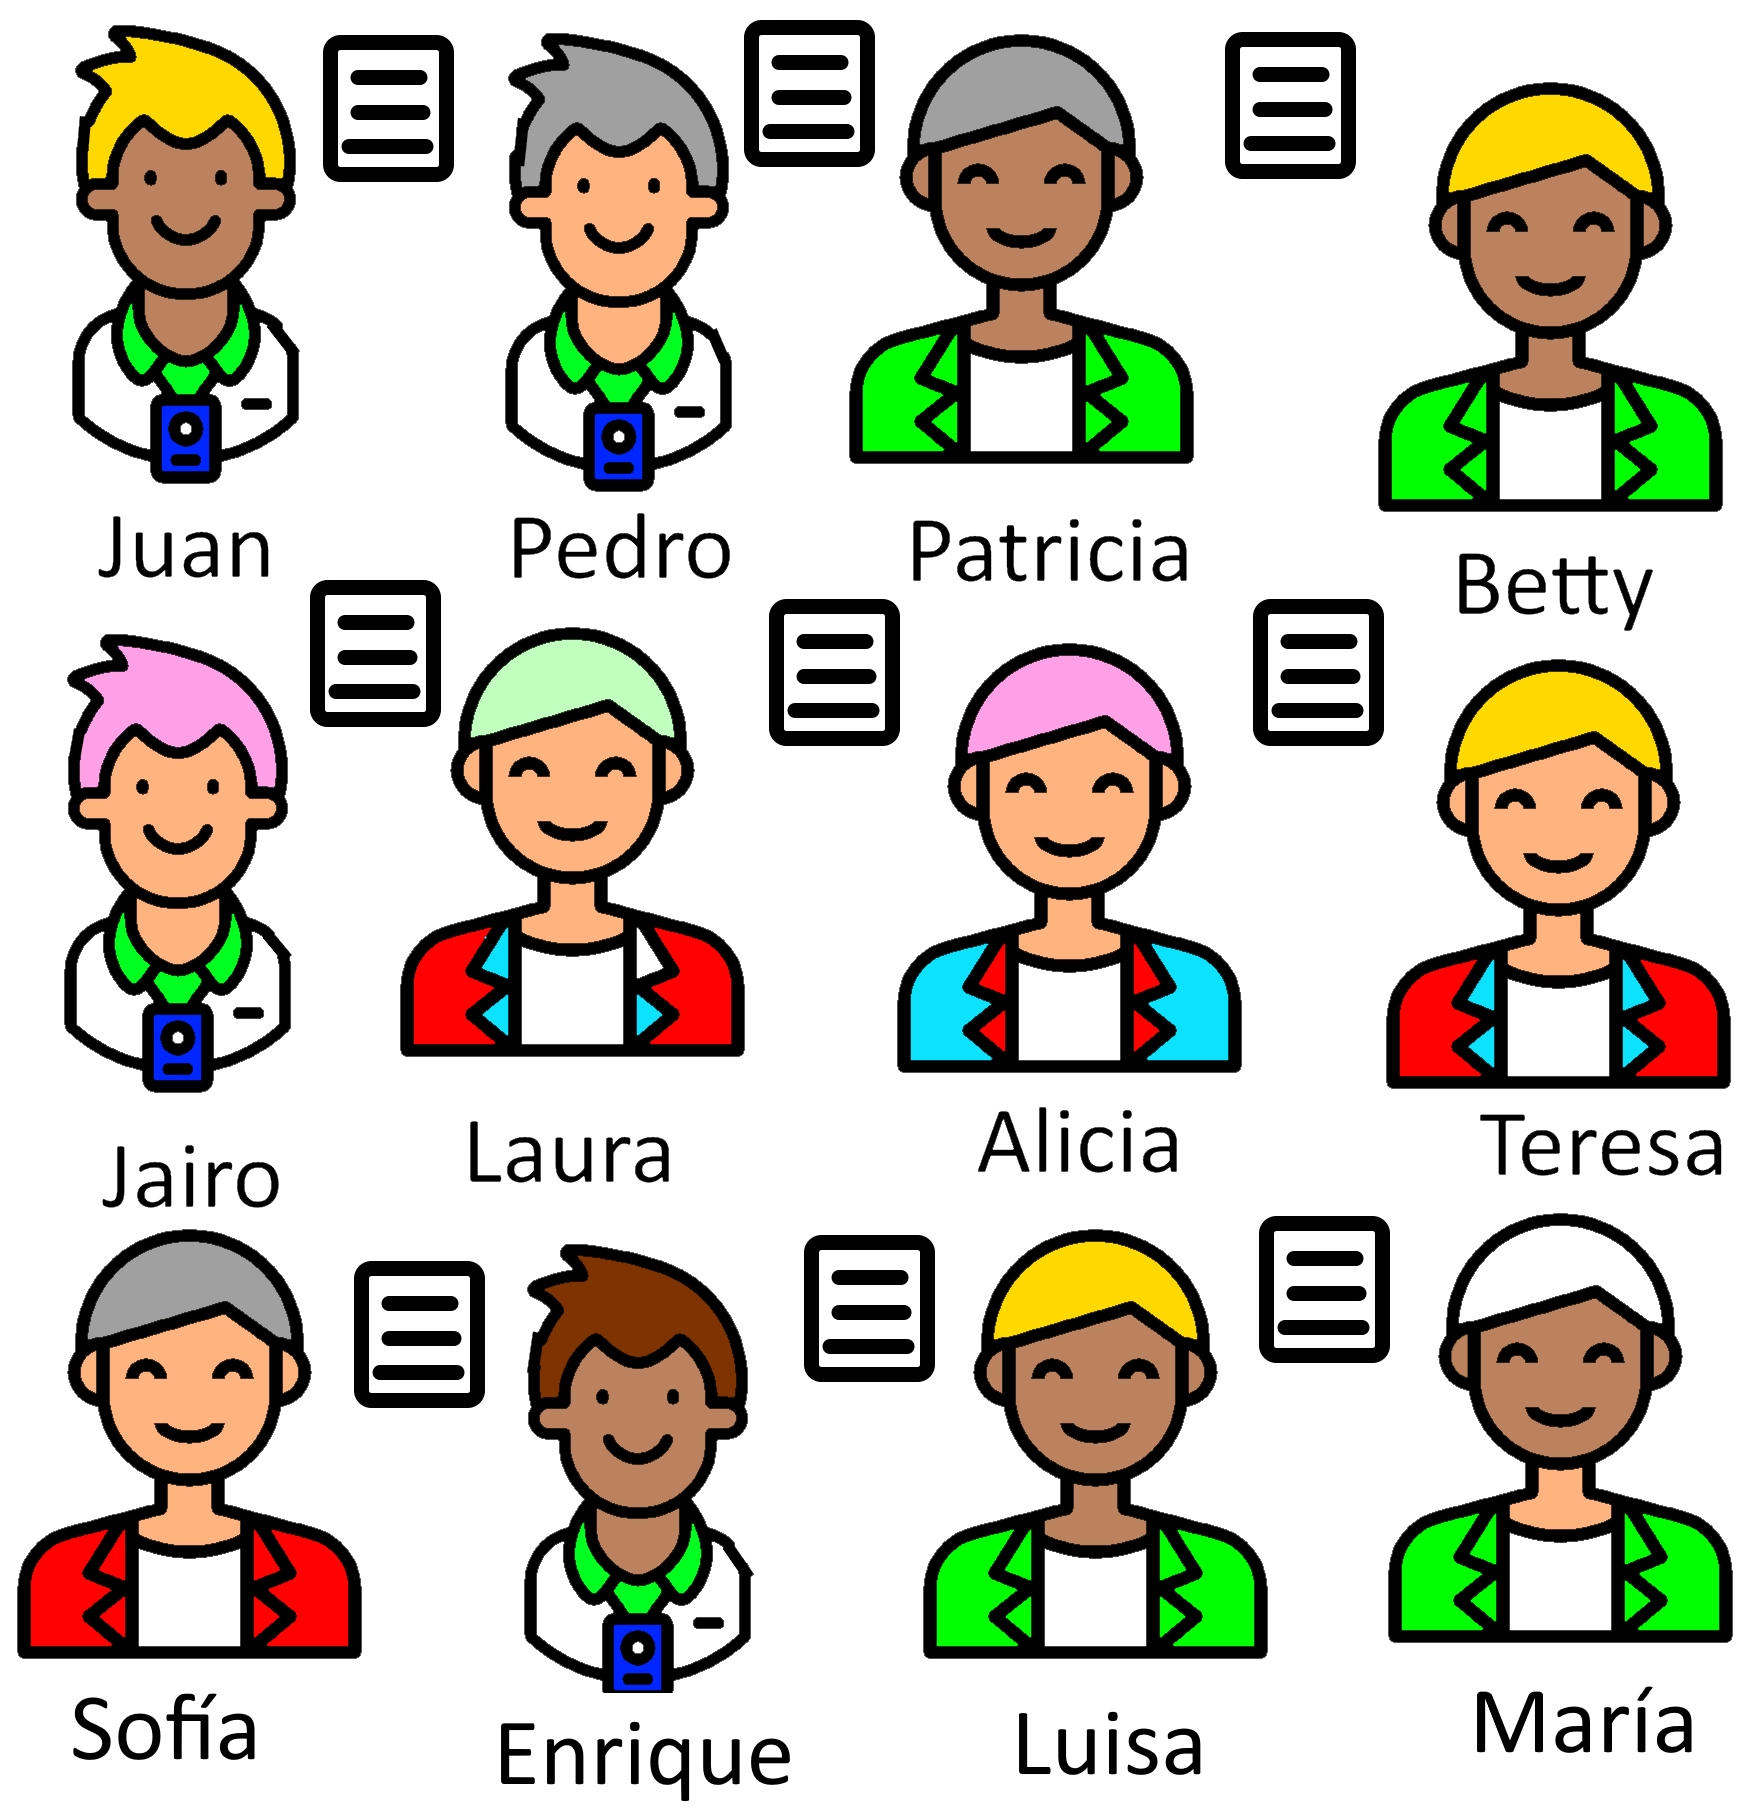 Juan
Pedro
Patricia
Betty
Jairo
Laura
Alicia
Teresa
Sofía
Enrique
Luisa
María